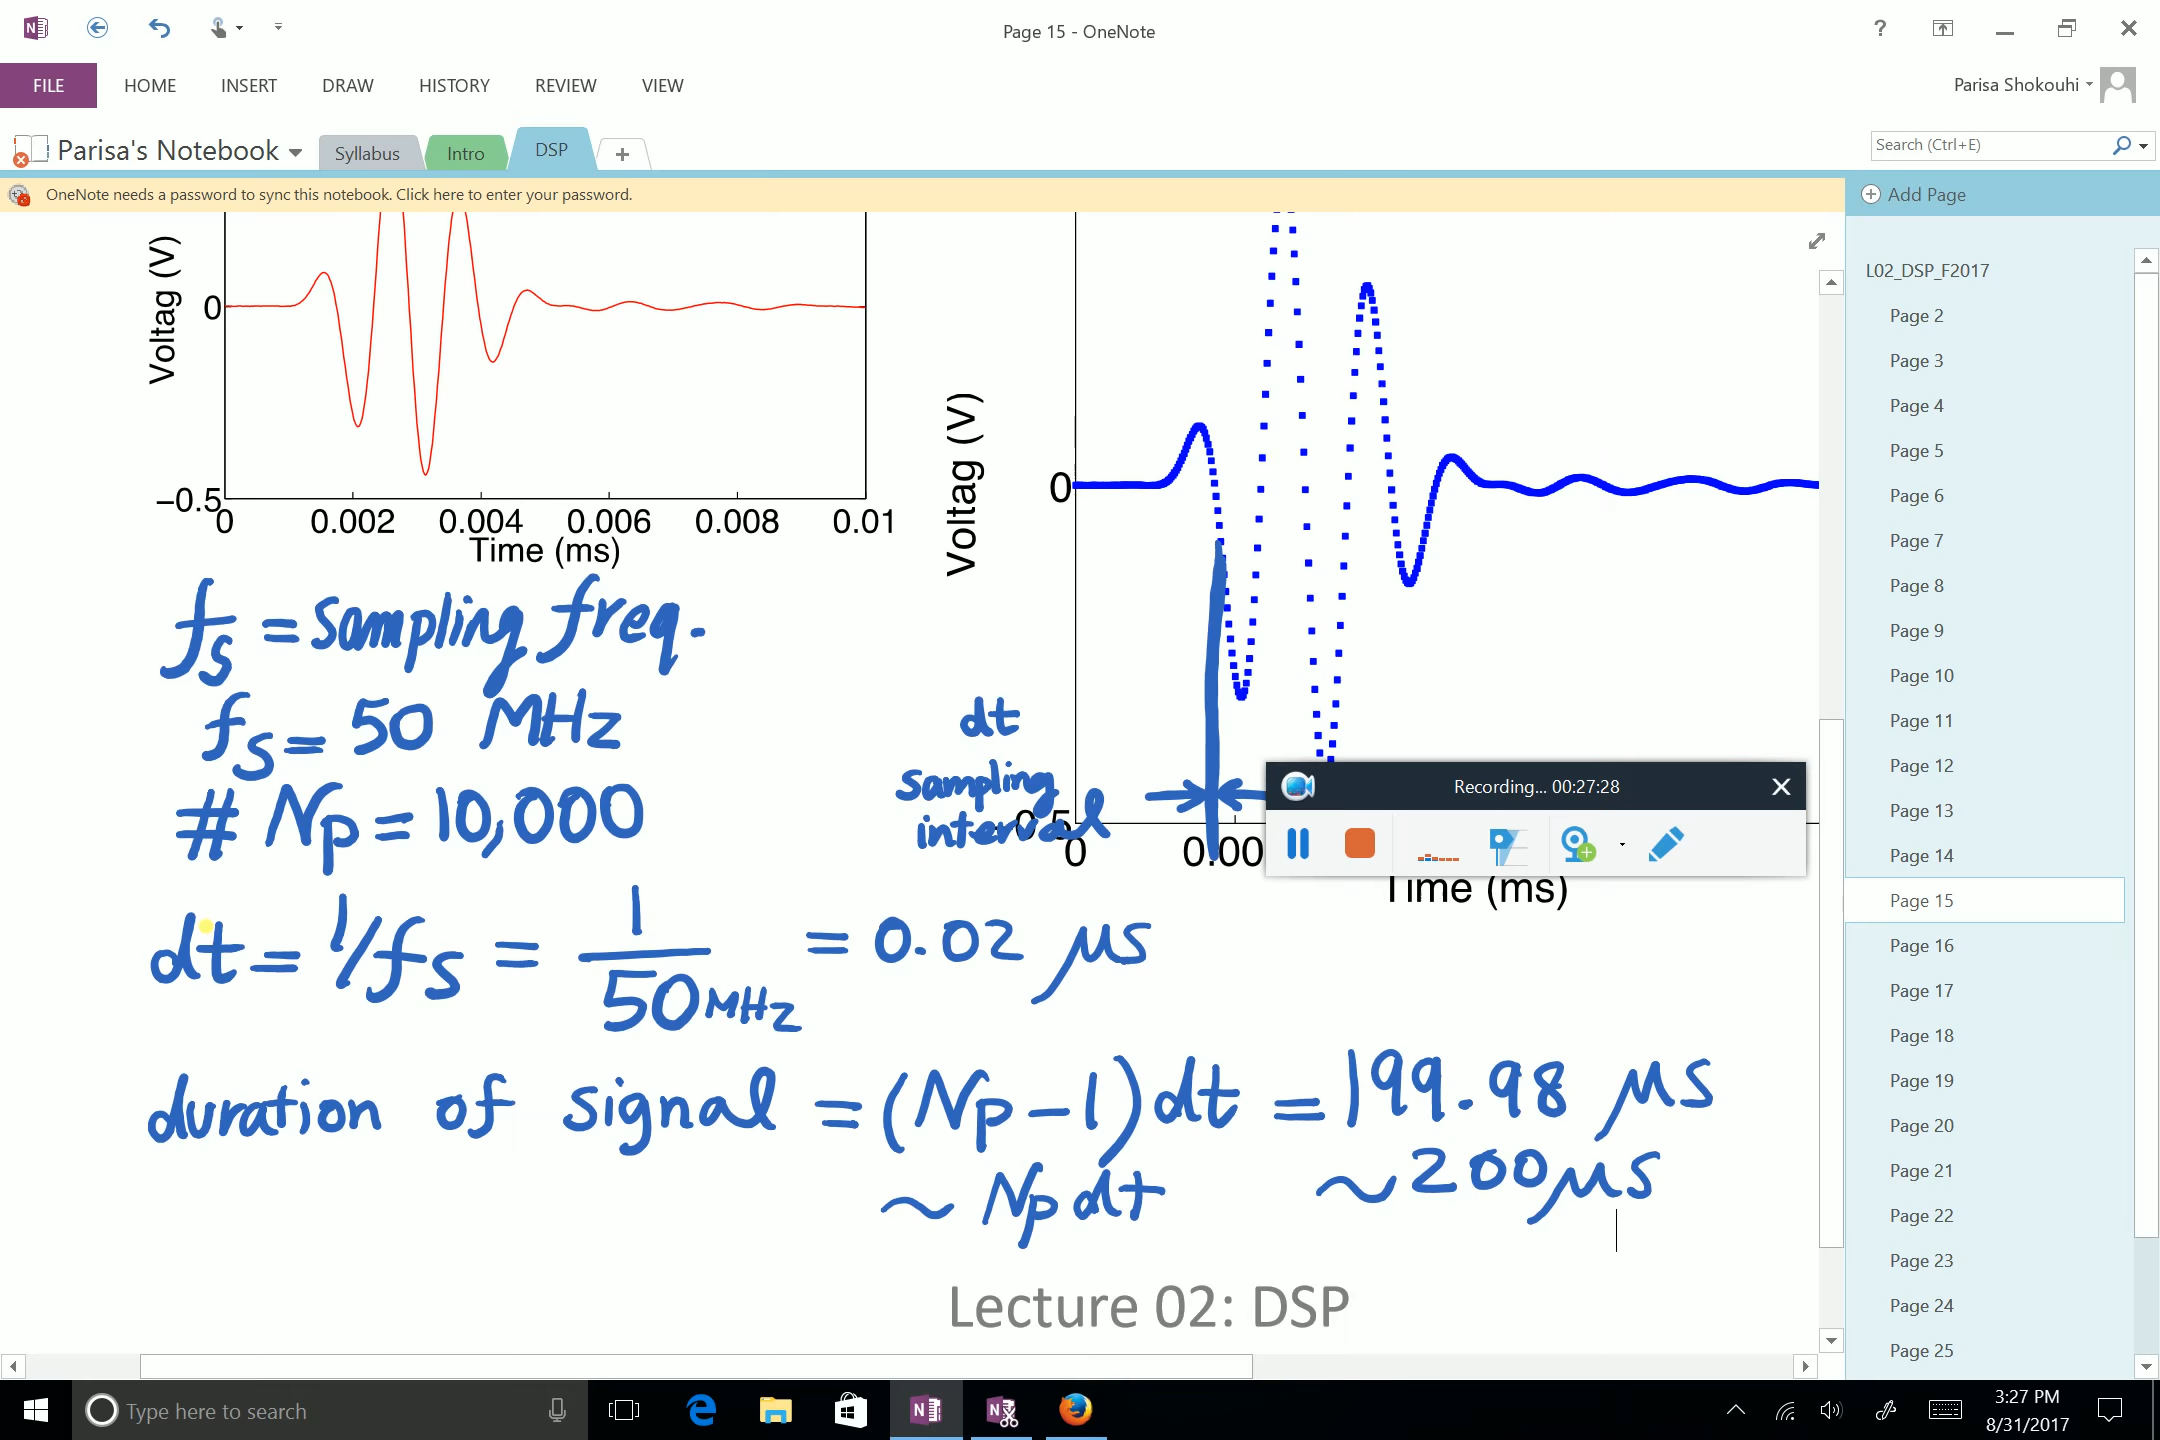 Page 15 - OneNote
?
FILE HOME INSERT DRAW HISTORY REVIEW VIEW
Parisa Shokouhi
Parisa's Notebook Syllabus Intro DSP +
Search (Ctrl+E)
OneNote needs a password to sync this notebook. Click here to enter your password.
Add Page
L02_DSP_F2017
Page 2
Page 3
Page 4
Page 5
Page 6
Page 7
Page 8
Page 9
Page 10
Page 11
Page 12
Page 13
Page 14
Page 15
Page 16
Page 17
Page 18
Page 19
Page 20
Page 21
Page 22
Page 23
Page 24
Page 25
Voltag (V)
0
−0.5
0 0.002 0.004 0.006 0.008 0.01
Time (ms)
Voltag (V)
0
0.5
0 0.00
Time (ms)
fs = sampling freq.
fs = 50 MHz
# Np = 10,000
dt
sampling
interval
Recording... 00:27:28
dt = 1/fs = 1/50MHz = 0.02 μs
duration of signal = (Np-1)dt = 199.98 μs
~ Np dt ~200μs
Lecture 02: DSP
Type here to search
3:27 PM
8/31/2017